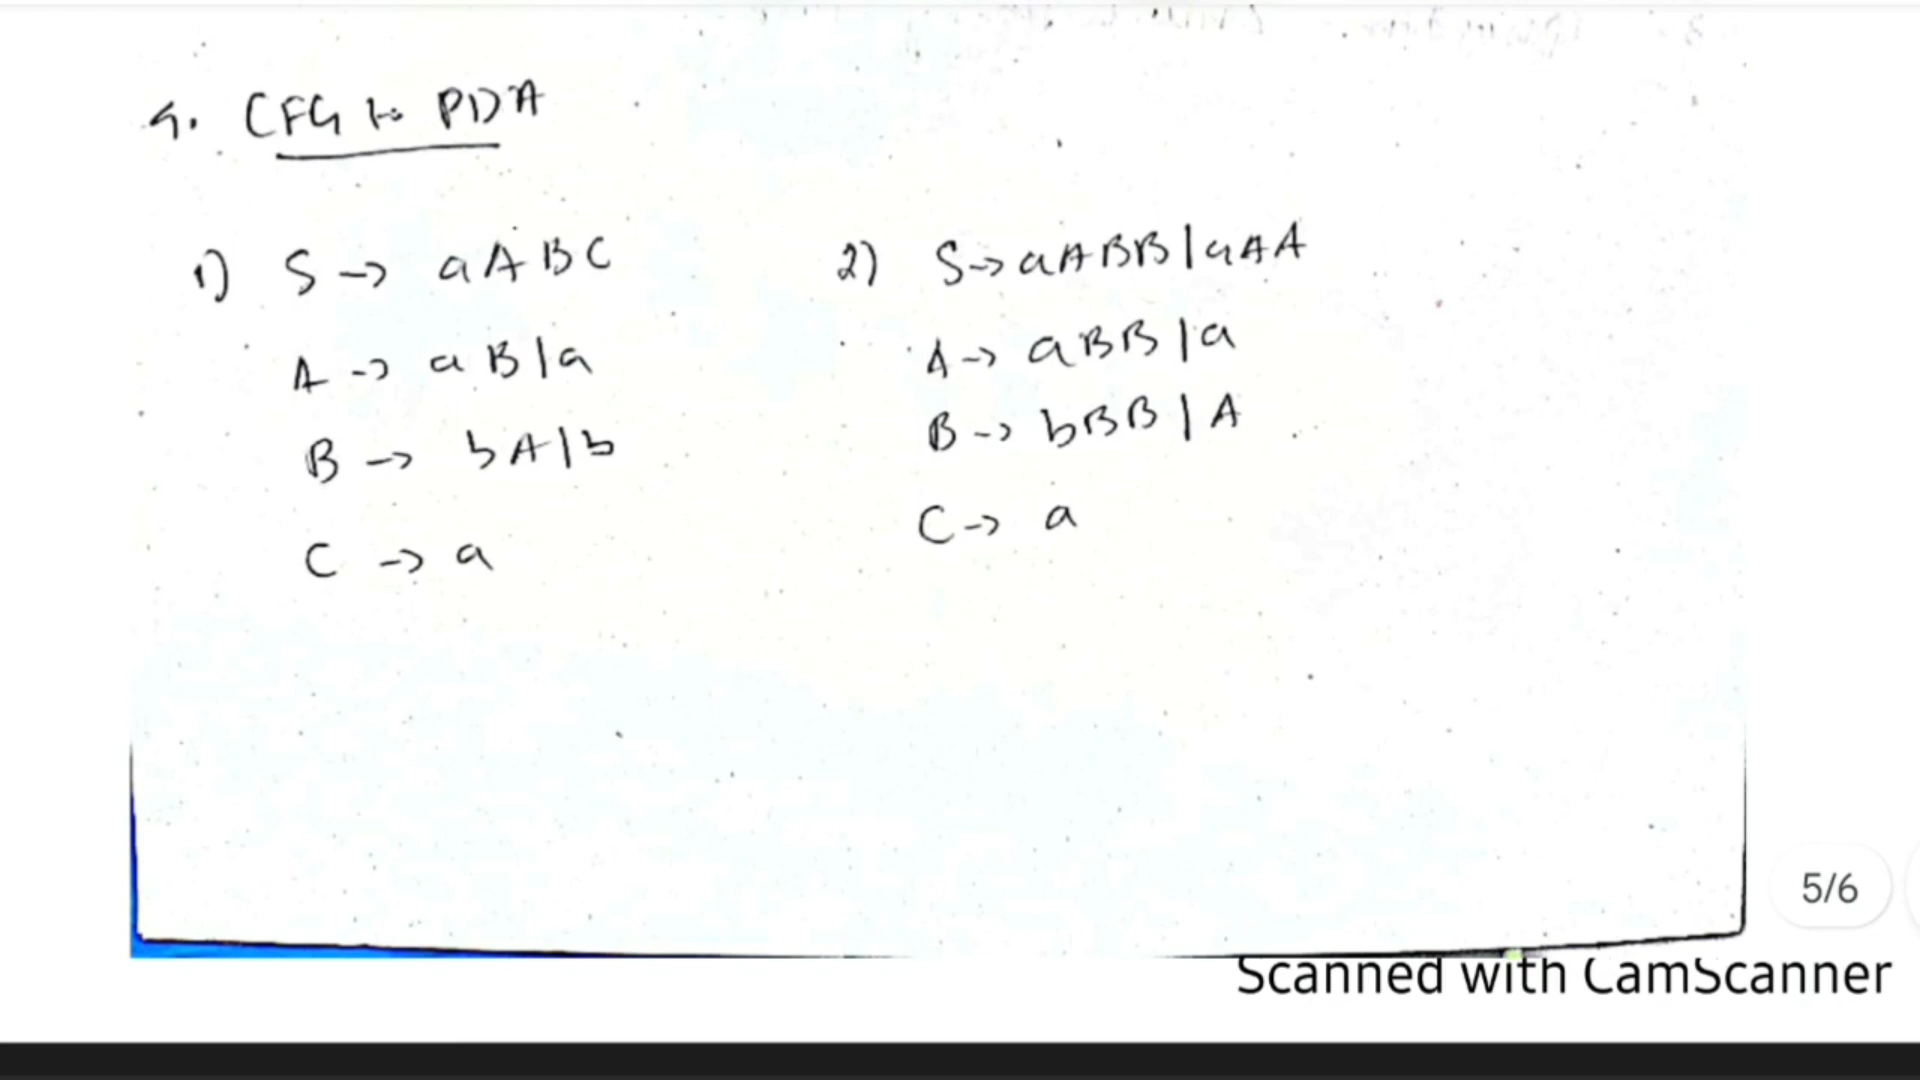 4. CFG to PDA
1) S → aABC
A → aB|a
B → bA|b
C → a
2) S → aABB|aAA
A → aBB|a
B → bBB|A
C → a
5/6
Scanned with CamScanner